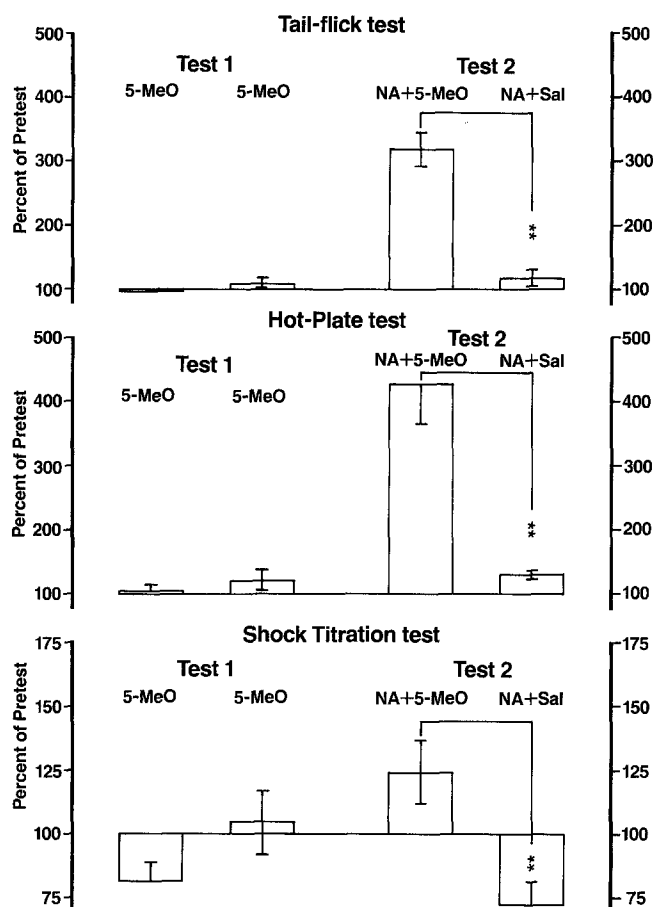 Tail-flick test
Test 1 Test 2
5-MeO 5-MeO NA+5-MeO NA+Sal
Percent of Pretest
500 500
400 400
300 300
200 200
100 100
**
Hot-Plate test
Test 1 Test 2
5-MeO 5-MeO NA+5-MeO NA+Sal
Percent of Pretest
500 500
400 400
300 300
200 200
100 100
**
Shock Titration test
Test 1 Test 2
5-MeO 5-MeO NA+5-MeO NA+Sal
Percent of Pretest
175 175
150 150
125 125
100 100
75 75
**